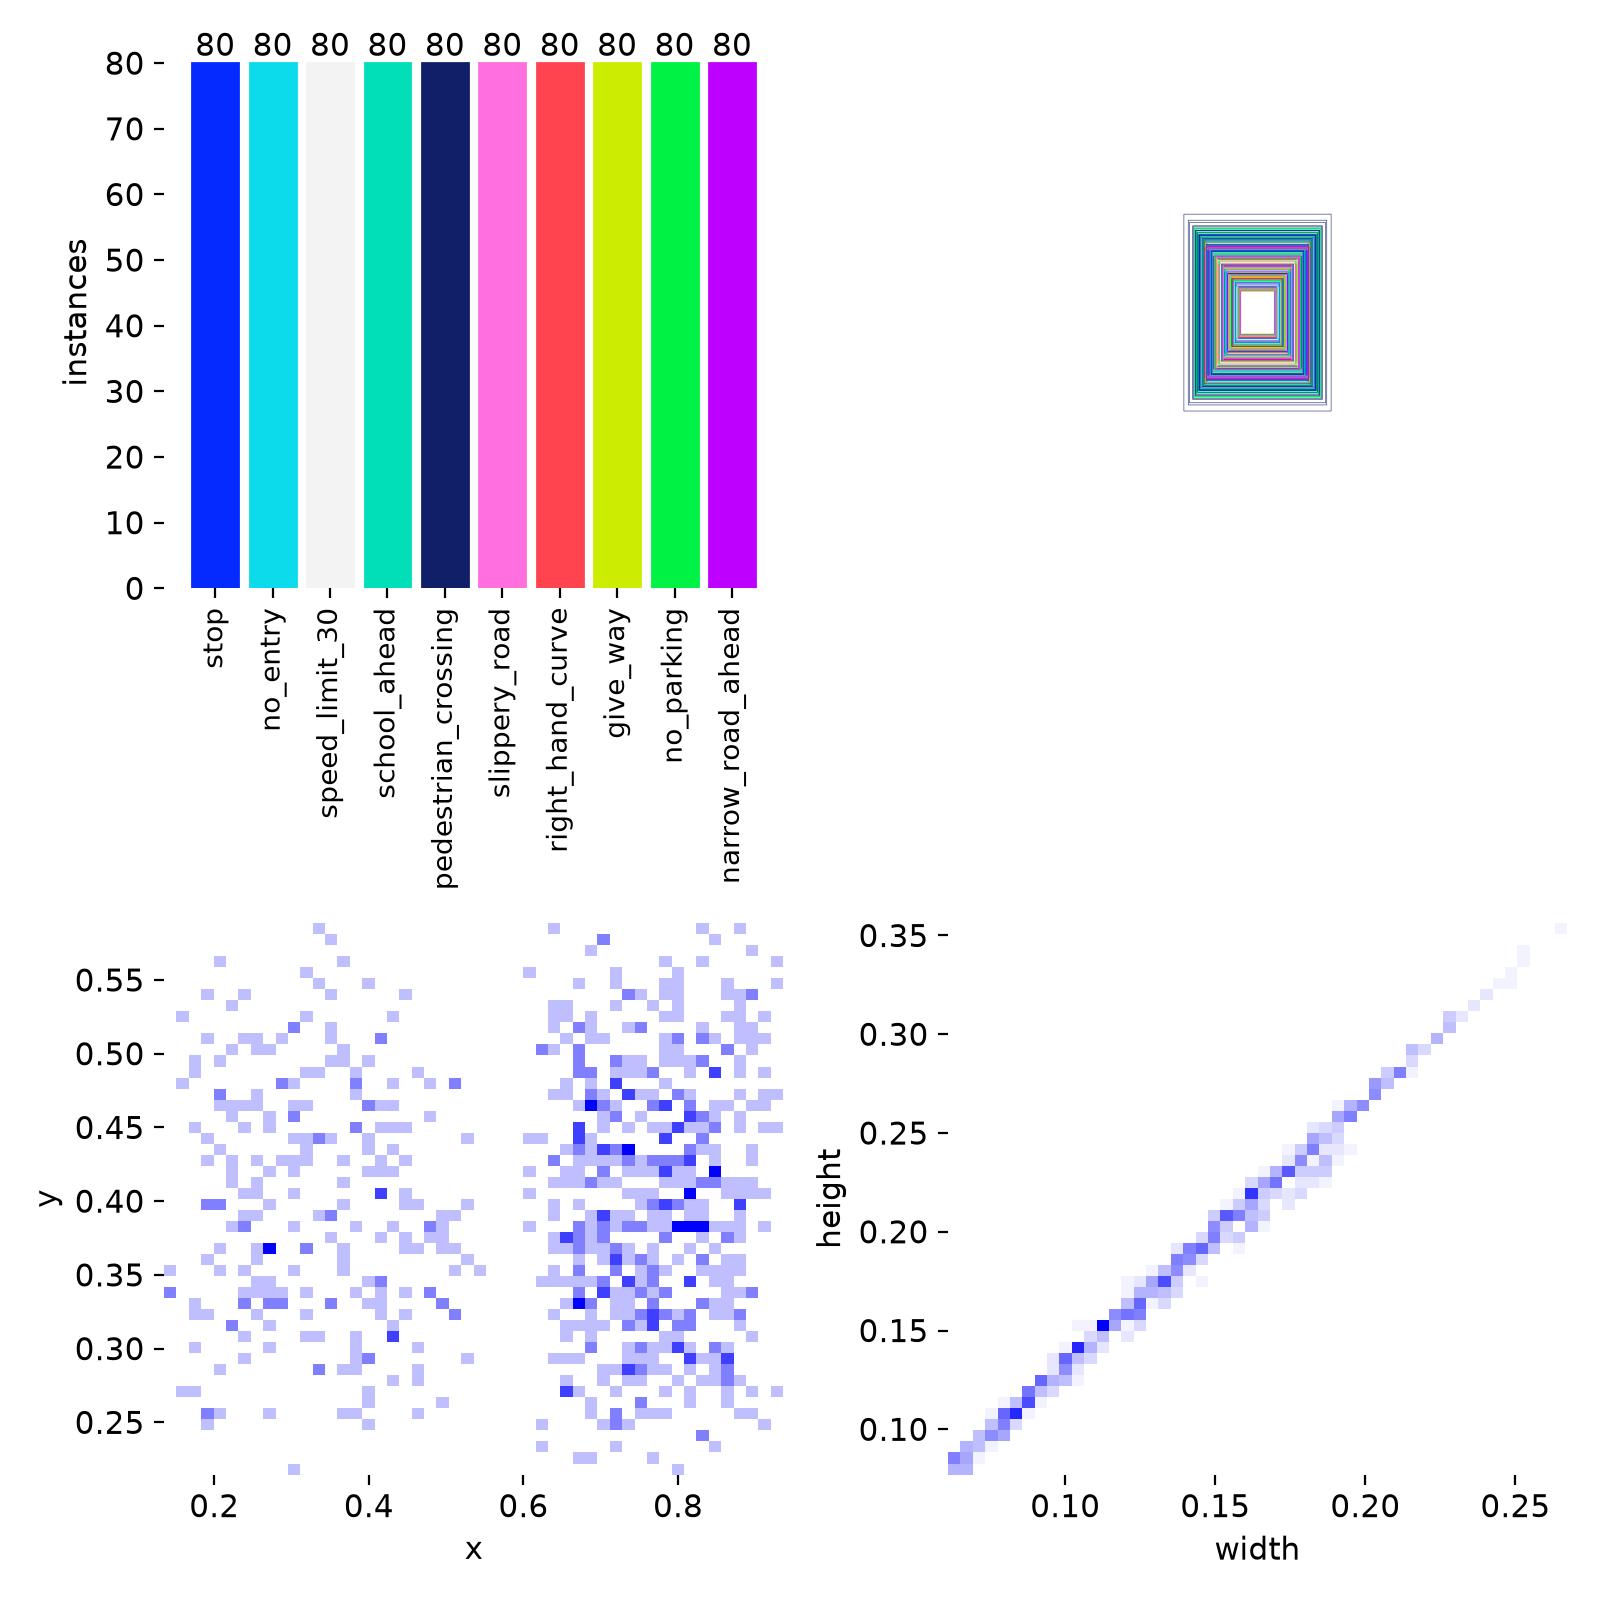 80 80 80 80 80 80 80 80 80 80
80
70
60
50
40
30
20
10
0
instances
stop
no_entry
speed_limit_30
school_ahead
pedestrian_crossing
slippery_road
right_hand_curve
give_way
no_parking
narrow_road_ahead
0.55
0.50
0.45
0.40
0.35
0.30
0.25
y
0.2 0.4 0.6 0.8
x
0.35
0.30
0.25
0.20
0.15
0.10
height
0.10 0.15 0.20 0.25
width